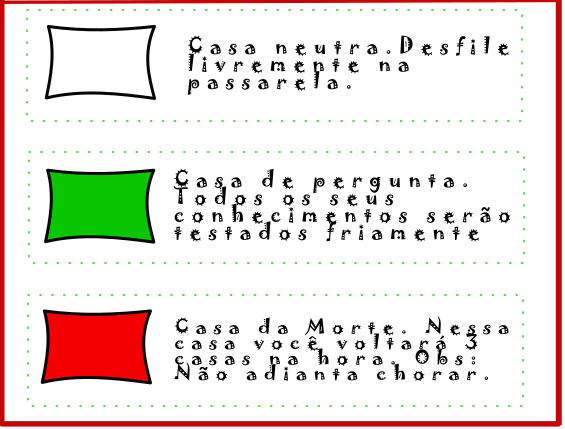 Casa neutra.Desfile
livremente na
passarela.
Casa de pergunta.
Todos os seus
conhecimentos serão
testados friamente
Casa da Morte. Nessa
casa você voltará 3
casas na hora. Obs:
Não adianta chorar.